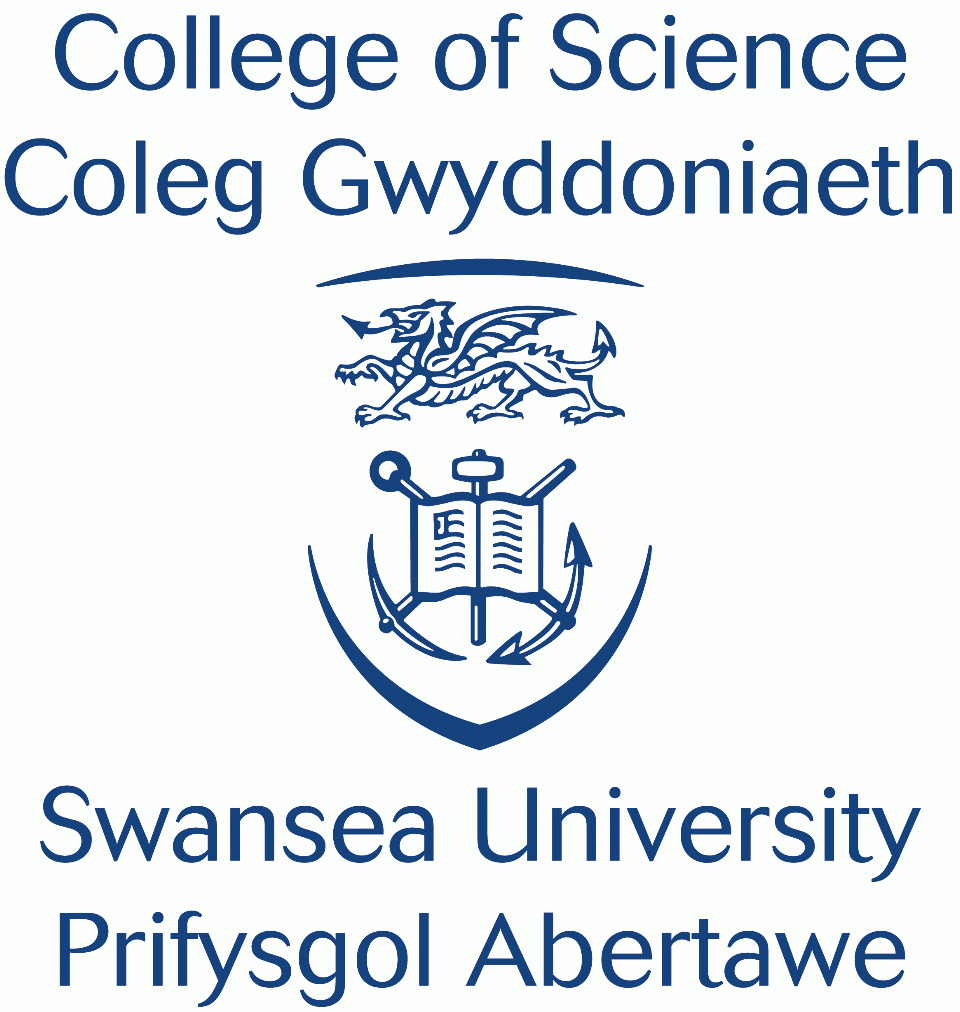 College of Science
Coleg Gwyddoniaeth
Swansea University
Prifysgol Abertawe